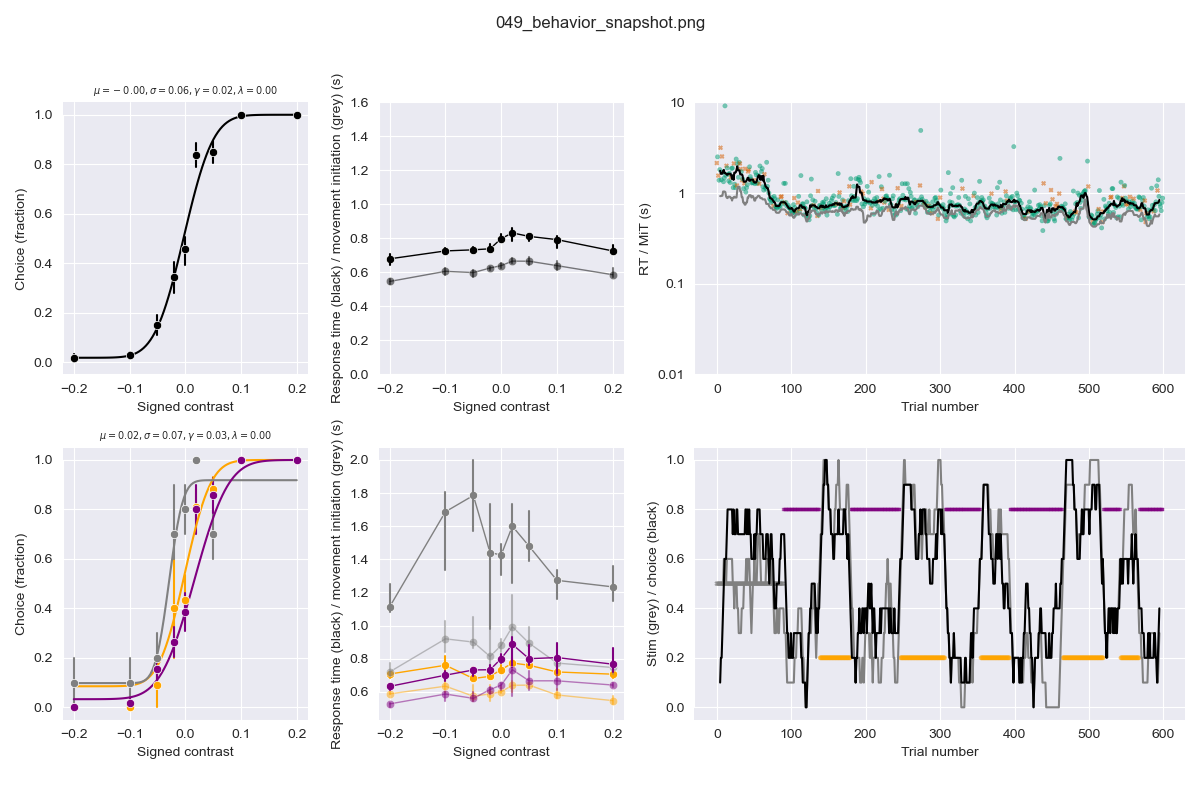 049_behavior_snapshot.png
μ = − 0.00, σ = 0.06, γ = 0.02, λ = 0.00
Choice (fraction)
1.0
0.8
0.6
0.4
0.2
0.0
−0.2 −0.1 0.0 0.1 0.2
Signed contrast
Response time (black) / movement initiation (grey) (s)
1.6
1.4
1.2
1.0
0.8
0.6
0.4
0.2
0.0
−0.2 −0.1 0.0 0.1 0.2
Signed contrast
RT / MiT (s)
10
1
0.1
0.01
0 100 200 300 400 500 600
Trial number
μ = 0.02, σ = 0.07, γ = 0.03, λ = 0.00
Choice (fraction)
1.0
0.8
0.6
0.4
0.2
0.0
−0.2 −0.1 0.0 0.1 0.2
Signed contrast
Response time (black) / movement initiation (grey) (s)
2.0
1.8
1.6
1.4
1.2
1.0
0.8
0.6
−0.2 −0.1 0.0 0.1 0.2
Signed contrast
Stim (grey) / choice (black)
1.0
0.8
0.6
0.4
0.2
0.0
0 100 200 300 400 500 600
Trial number